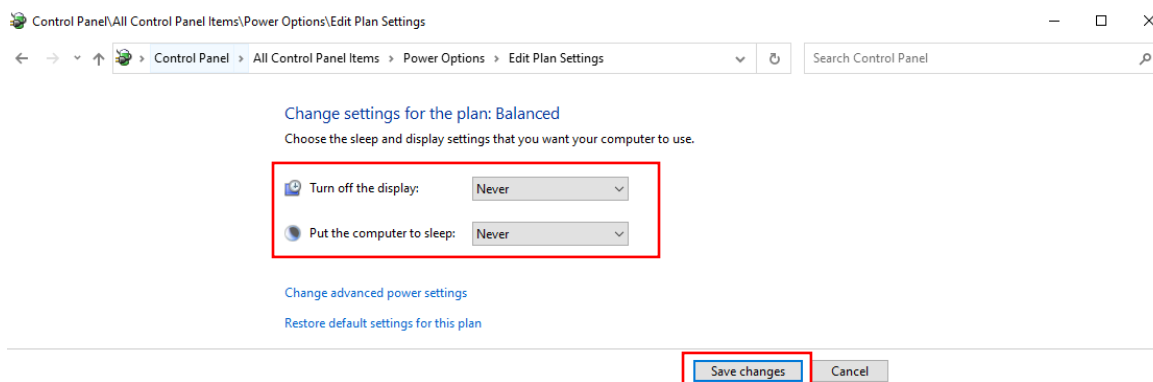 Control Panel\All Control Panel Items\Power Options\Edit Plan Settings
Control Panel > All Control Panel Items > Power Options > Edit Plan Settings
Search Control Panel
Change settings for the plan: Balanced
Choose the sleep and display settings that you want your computer to use.
Turn off the display: Never
Put the computer to sleep: Never
Change advanced power settings
Restore default settings for this plan
Save changes Cancel